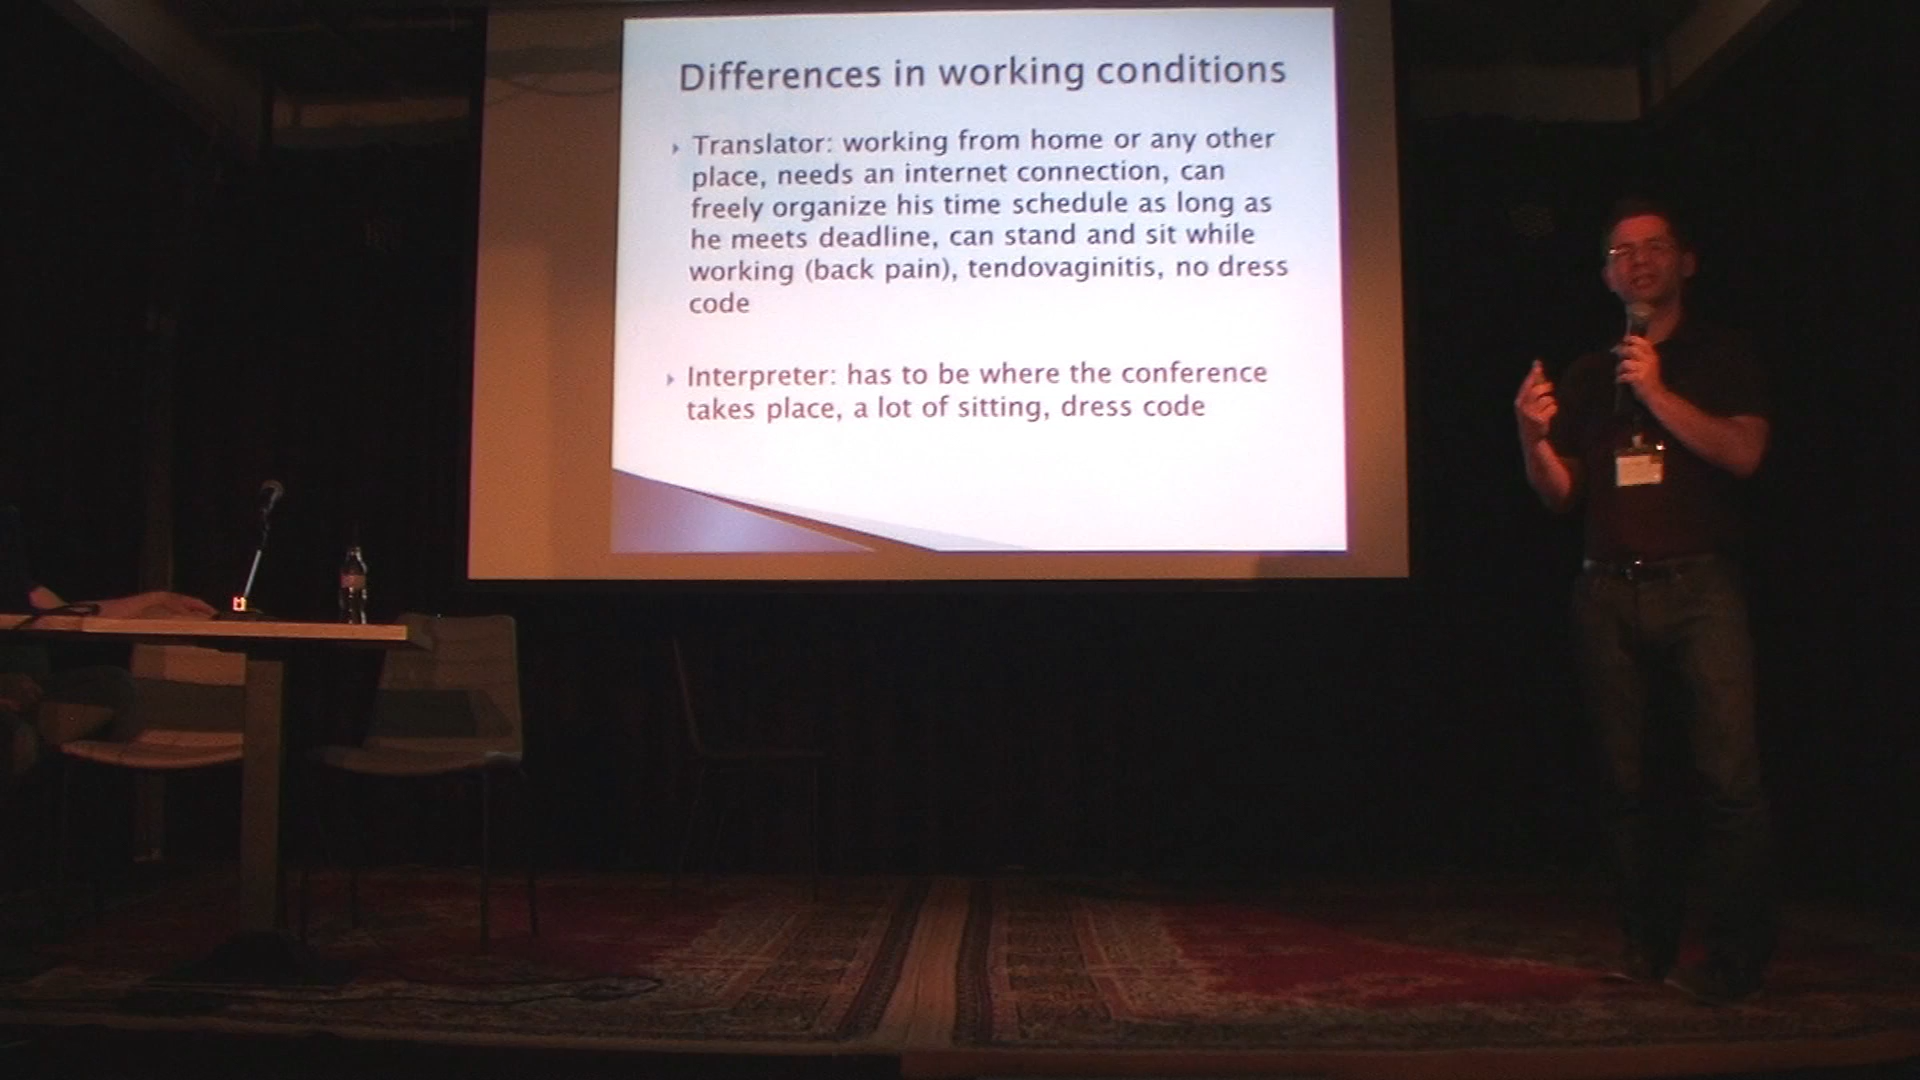 Differences in working conditions
Translator: working from home or any other
place, needs an internet connection, can
freely organize his time schedule as long as
he meets deadline, can stand and sit while
working (back pain), tendovaginitis, no dress
code
Interpreter: has to be where the conference
takes place, a lot of sitting, dress code